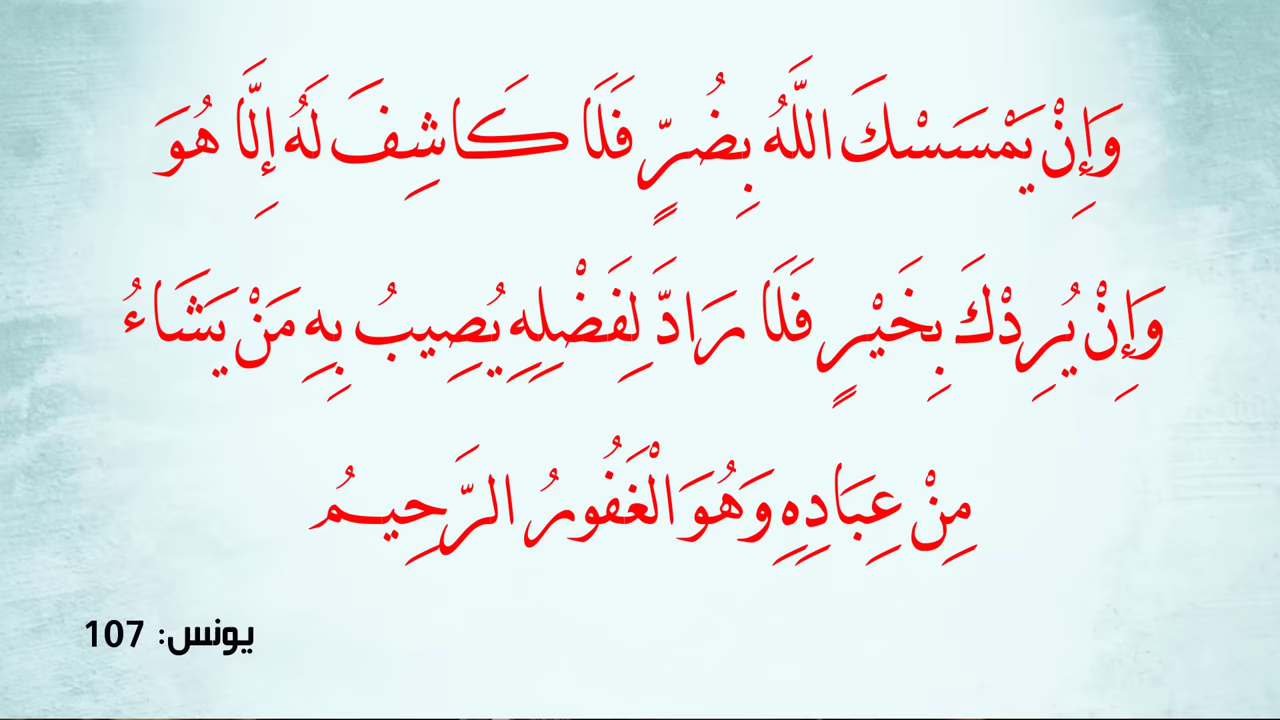 وَإِنْ يَمْسَسْكَ اللَّهُ بِضُرٍّ فَلَا كَاشِفَ لَهُ إِلَّا هُوَ
وَإِنْ يُرِدْكَ بِخَيْرٍ فَلَا رَادَّ لِفَضْلِهِ يُصِيبُ بِهِ مَنْ يَشَاءُ
مِنْ عِبَادِهِ وَهُوَ الْغَفُورُ الرَّحِيمُ
يونس: 107